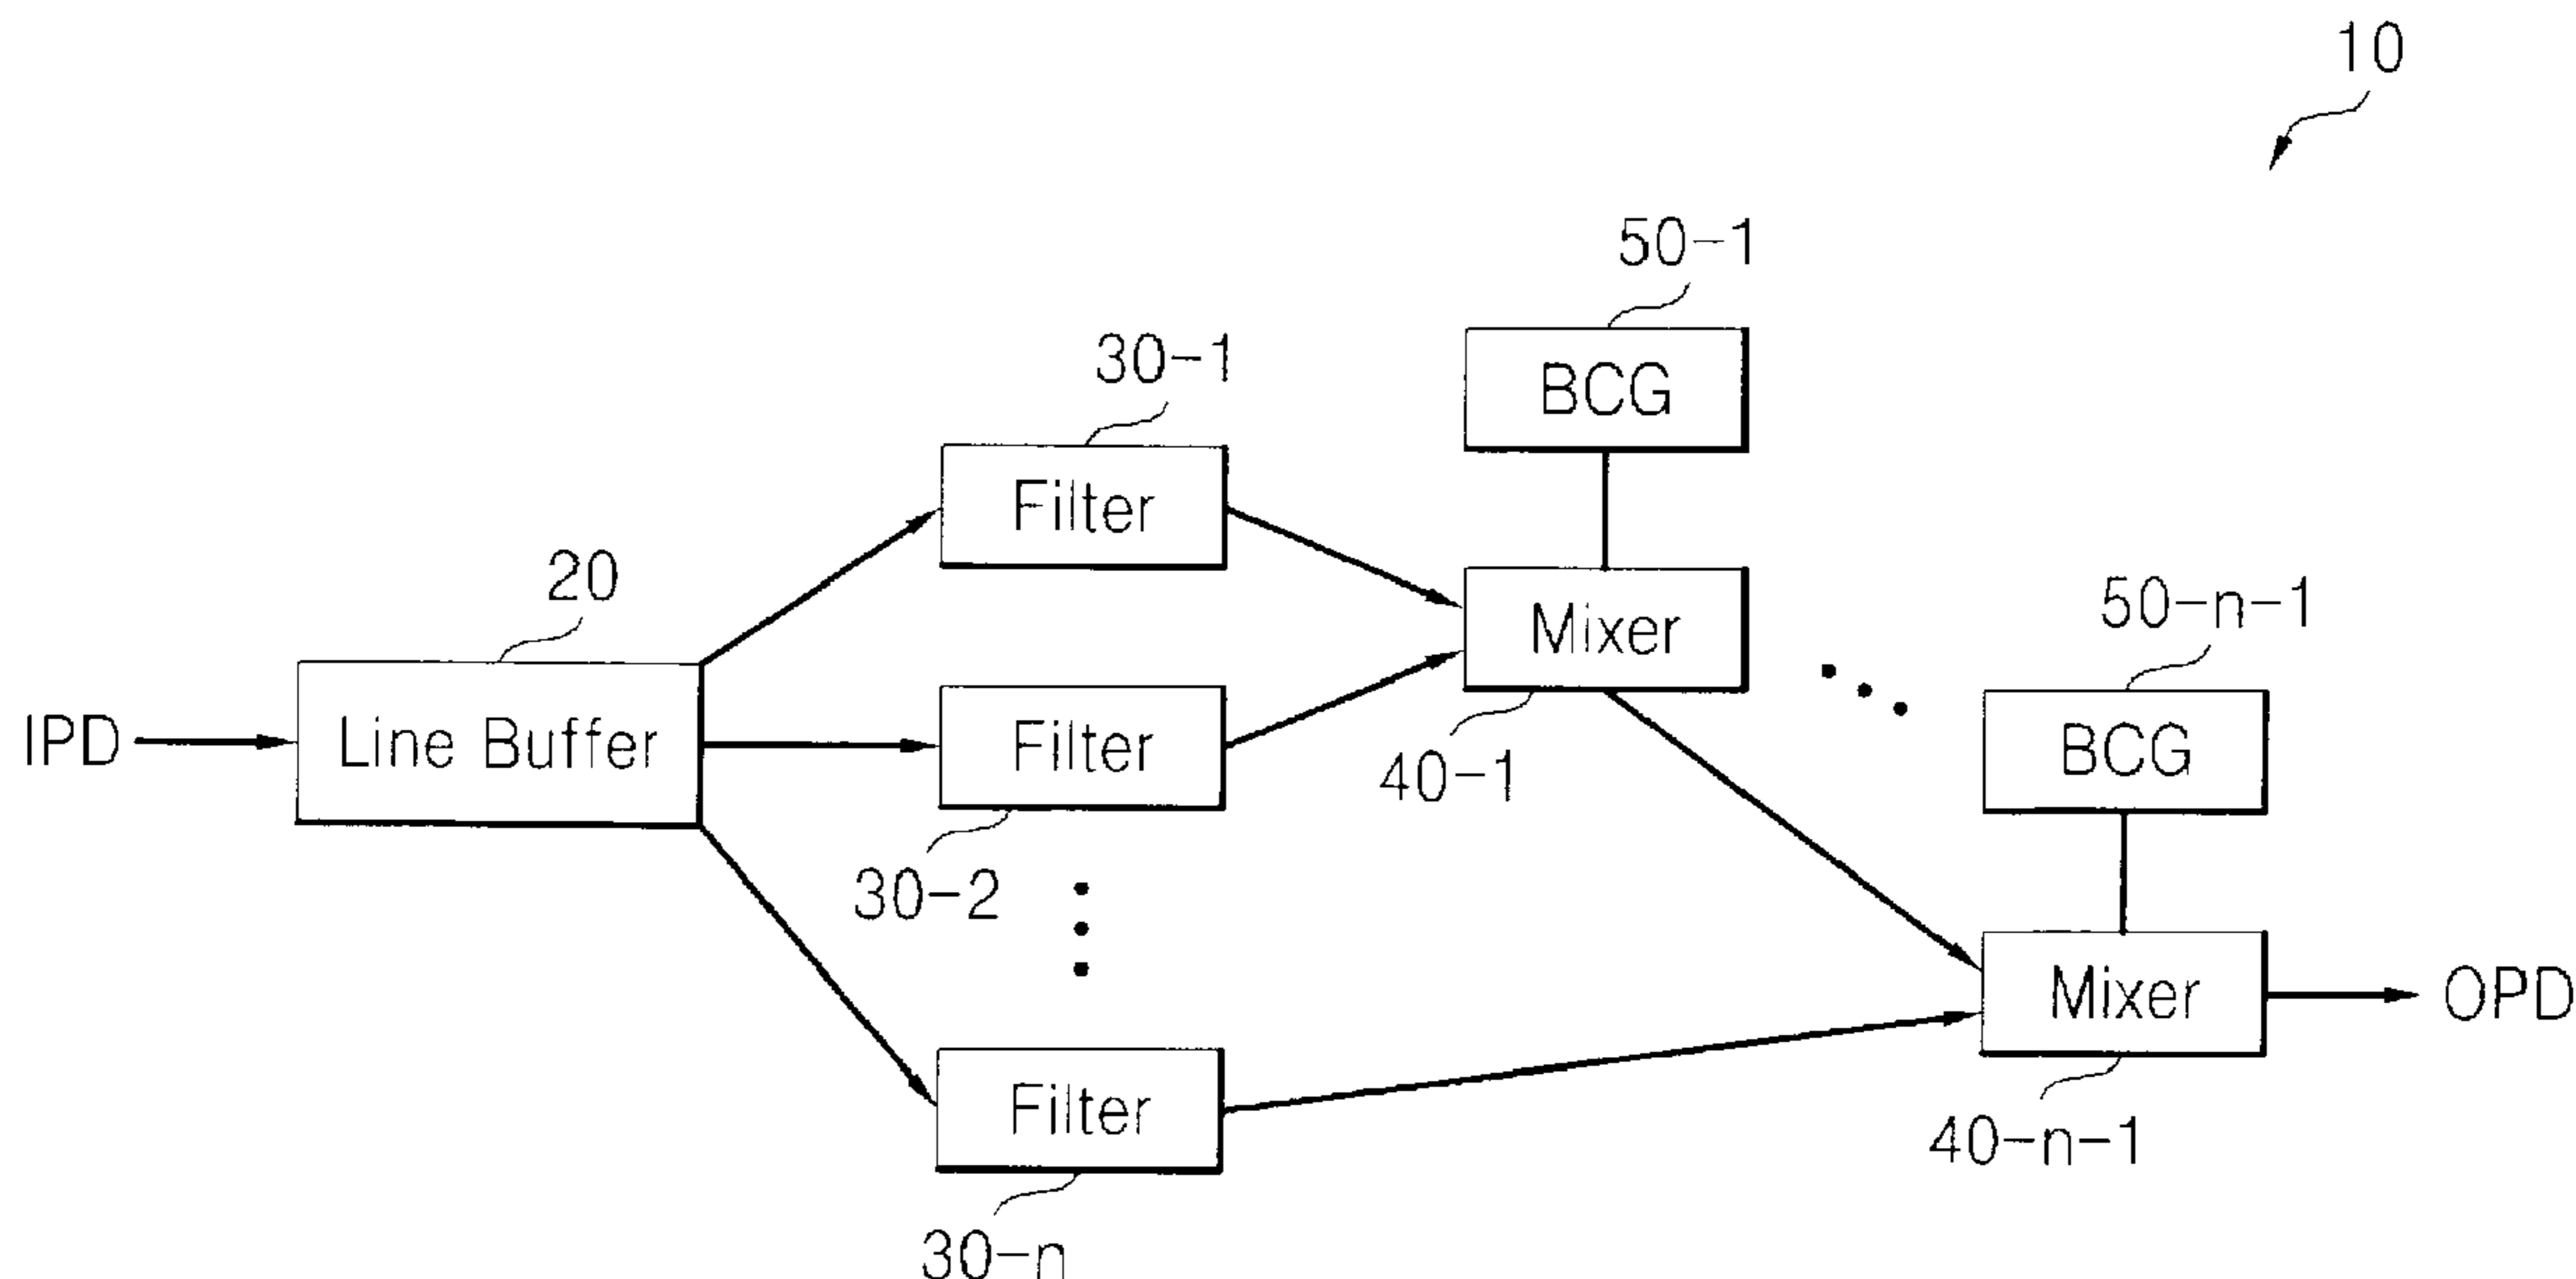 10
50-1
BCG
30-1
Filter
20
Mixer
50-n-1
IPD
Line Buffer
Filter
40-1
BCG
30-2
Mixer
OPD
Filter
40-n-1
30-n